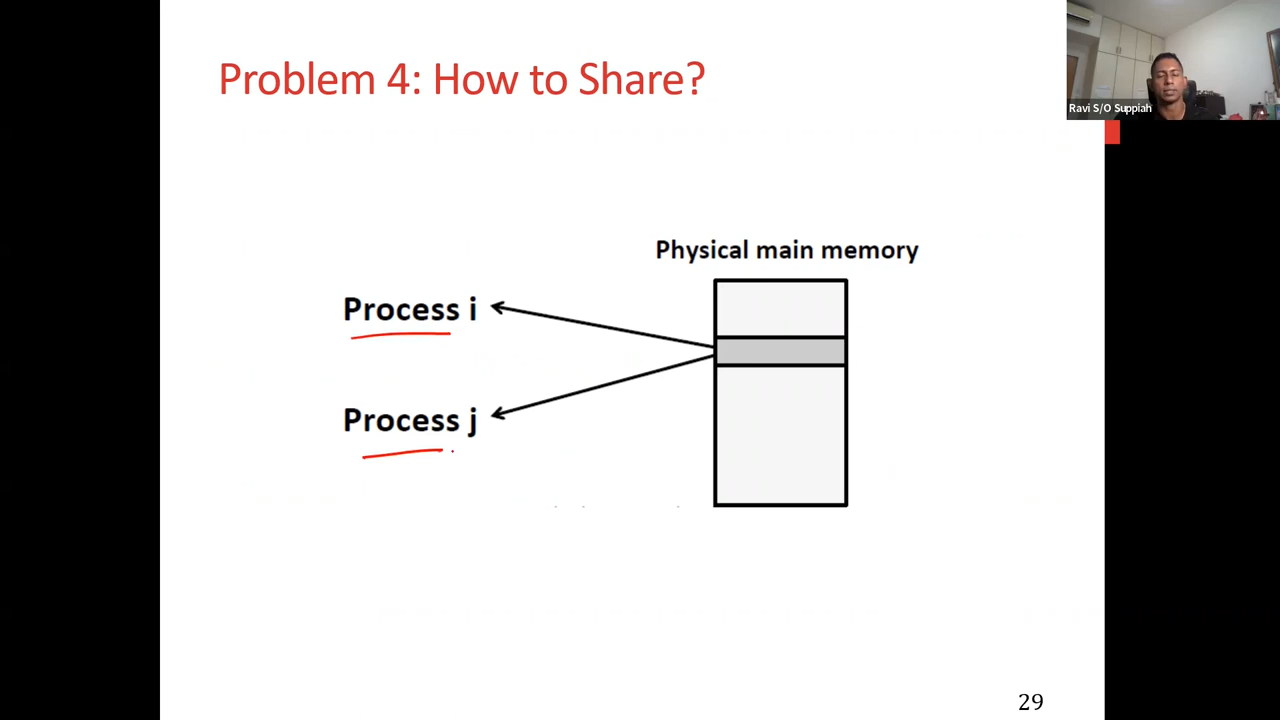 Problem 4: How to Share?
Ravi S/O Suppiah
Physical main memory
Process i
Process j
29